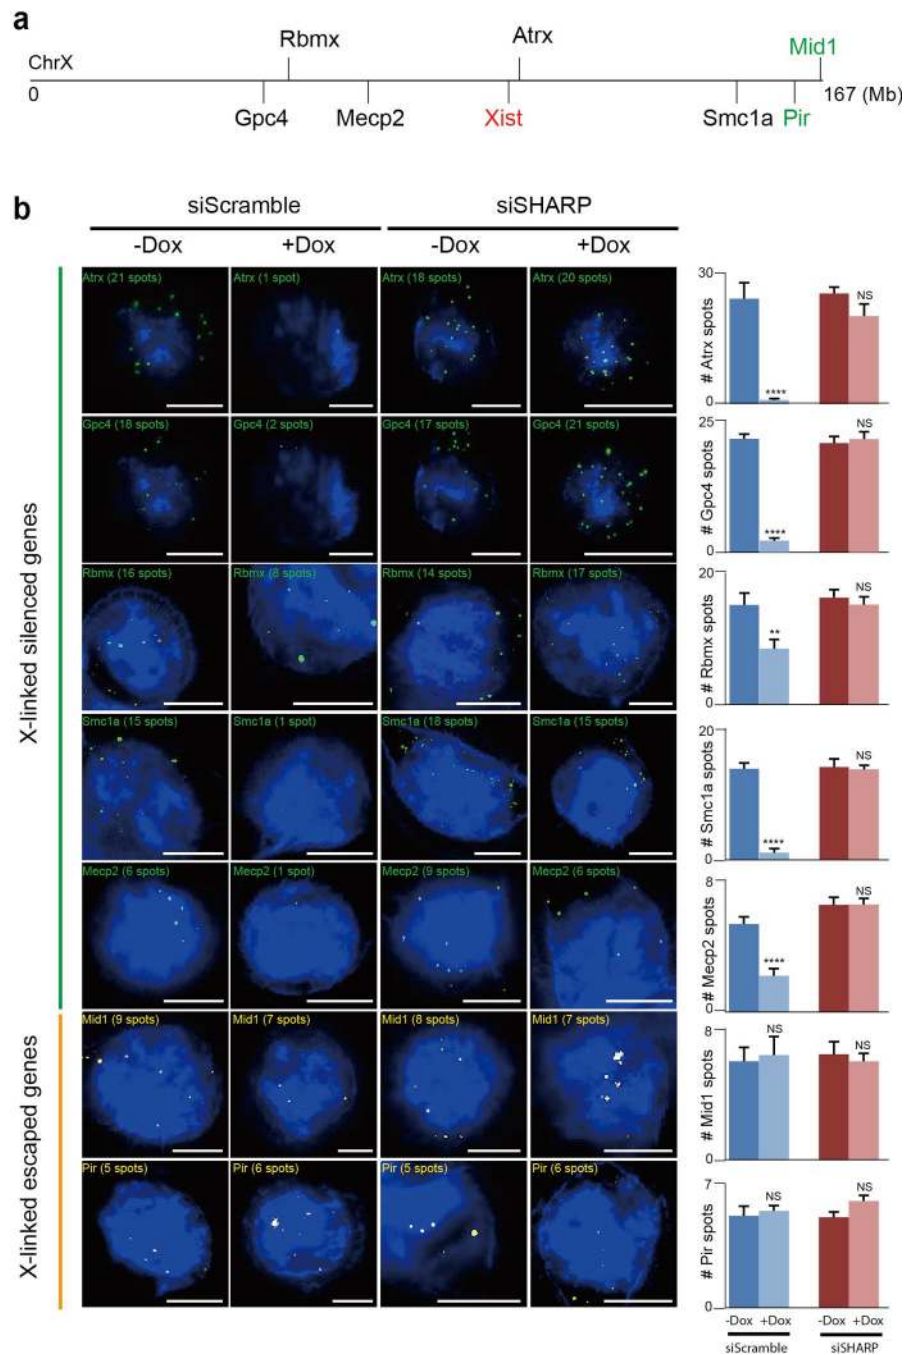 a
Rbmx
Atrx
Mid1
ChrX
0
167 (Mb)
Gpc4
Mecp2
Xist
Smc1a
Pir
b
siScramble
siSHARP
-Dox
+Dox
-Dox
+Dox
X-linked silenced genes
Atrx (21 spots)
Atrx (1 spot)
Atrx (18 spots)
Atrx (20 spots)
# Atrx spots
30
0
****
NS
Gpc4 (18 spots)
Gpc4 (2 spots)
Gpc4 (17 spots)
Gpc4 (21 spots)
# Gpc4 spots
25
0
****
NS
Rbmx (16 spots)
Rbmx (8 spots)
Rbmx (14 spots)
Rbmx (17 spots)
# Rbmx spots
20
0
**
NS
Smc1a (15 spots)
Smc1a (1 spot)
Smc1a (18 spots)
Smc1a (15 spots)
# Smc1a spots
20
0
****
NS
Mecp2 (6 spots)
Mecp2 (1 spot)
Mecp2 (9 spots)
Mecp2 (6 spots)
# Mecp2 spots
8
0
****
NS
X-linked escaped genes
Mid1 (9 spots)
Mid1 (7 spots)
Mid1 (8 spots)
Mid1 (7 spots)
# Mid1 spots
8
0
NS
NS
Pir (5 spots)
Pir (6 spots)
Pir (5 spots)
Pir (6 spots)
# Pir spots
7
0
NS
NS
-Dox +Dox
-Dox +Dox
siScramble
siSHARP